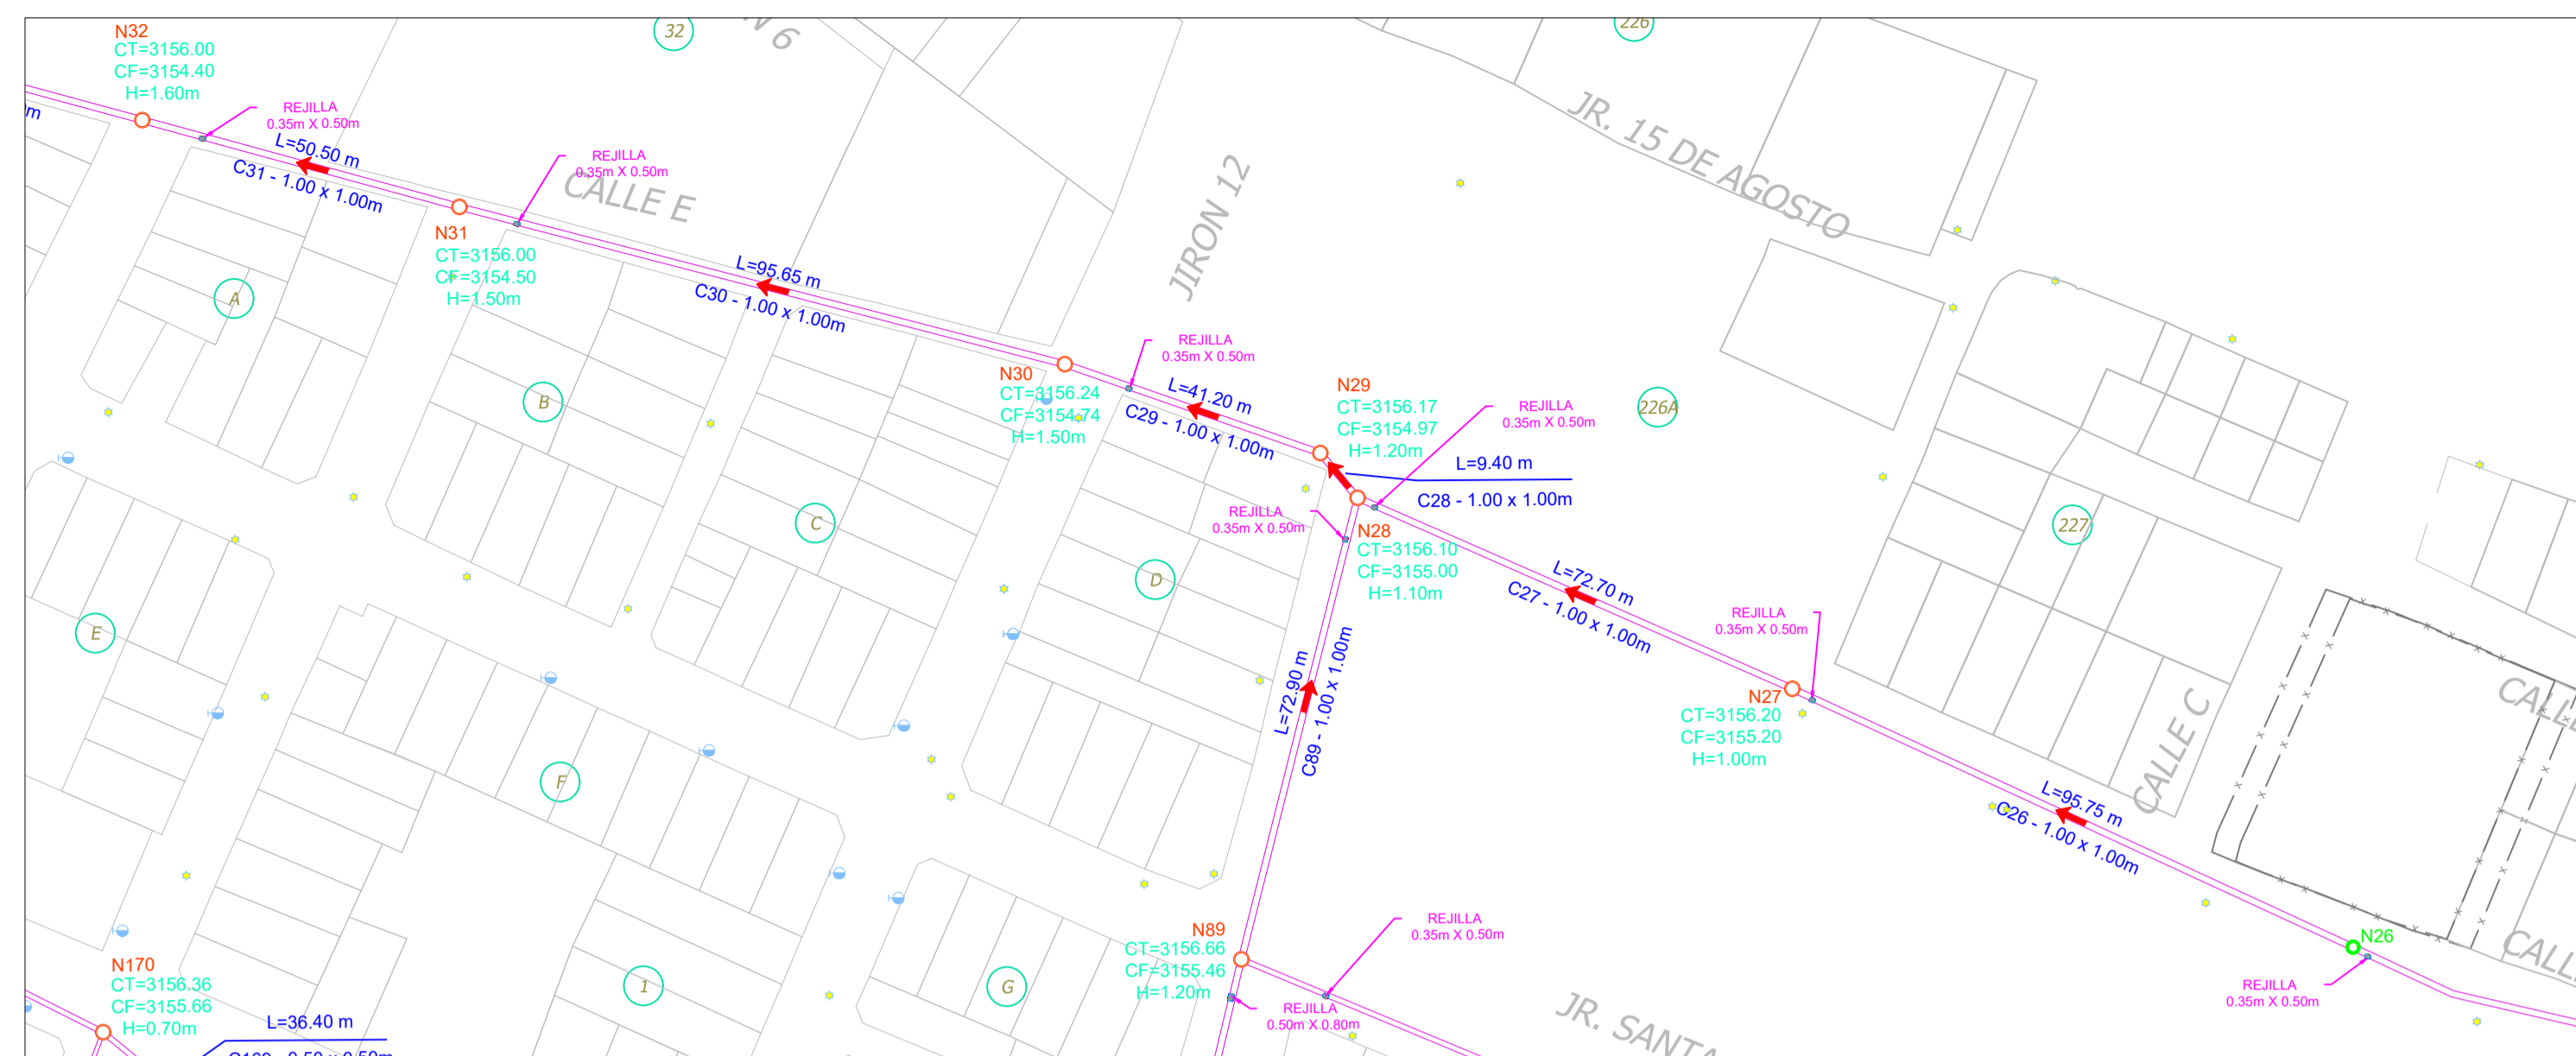 N32
CT=3156.00
CF=3154.40
H=1.60m
32
N 6
226
REJILLA
0.35m X 0.50m
L=50.50 m
C31 - 1.00 x 1.00m
REJILLA
0.35m X 0.50m
CALLE E
JIRON 12
JR. 15 DE AGOSTO
N31
CT=3156.00
CF=3154.50
H=1.50m
A
L=95.65 m
C30 - 1.00 x 1.00m
B
N30
CT=3156.24
CF=3154.74
H=1.50m
REJILLA
0.35m X 0.50m
L=41.20 m
C29 - 1.00 x 1.00m
N29
CT=3156.17
CF=3154.97
H=1.20m
REJILLA
0.35m X 0.50m
226A
L=9.40 m
C28 - 1.00 x 1.00m
REJILLA
0.35m X 0.50m
N28
CT=3156.10
CF=3155.00
H=1.10m
C
D
E
227
L=72.70 m
C27 - 1.00 x 1.00m
REJILLA
0.35m X 0.50m
N27
CT=3156.20
CF=3155.20
H=1.00m
L=72.90 m
C89 - 1.00 x 1.00m
CALLE C
CALLE
F
L=95.75 m
C26 - 1.00 x 1.00m
N89
CT=3156.66
CF=3155.46
H=1.20m
REJILLA
0.35m X 0.50m
N26
REJILLA
0.35m X 0.50m
CALLE
N170
CT=3156.36
CF=3155.66
H=0.70m
1
G
REJILLA
0.50m X 0.80m
JR. SANTA
L=36.40 m